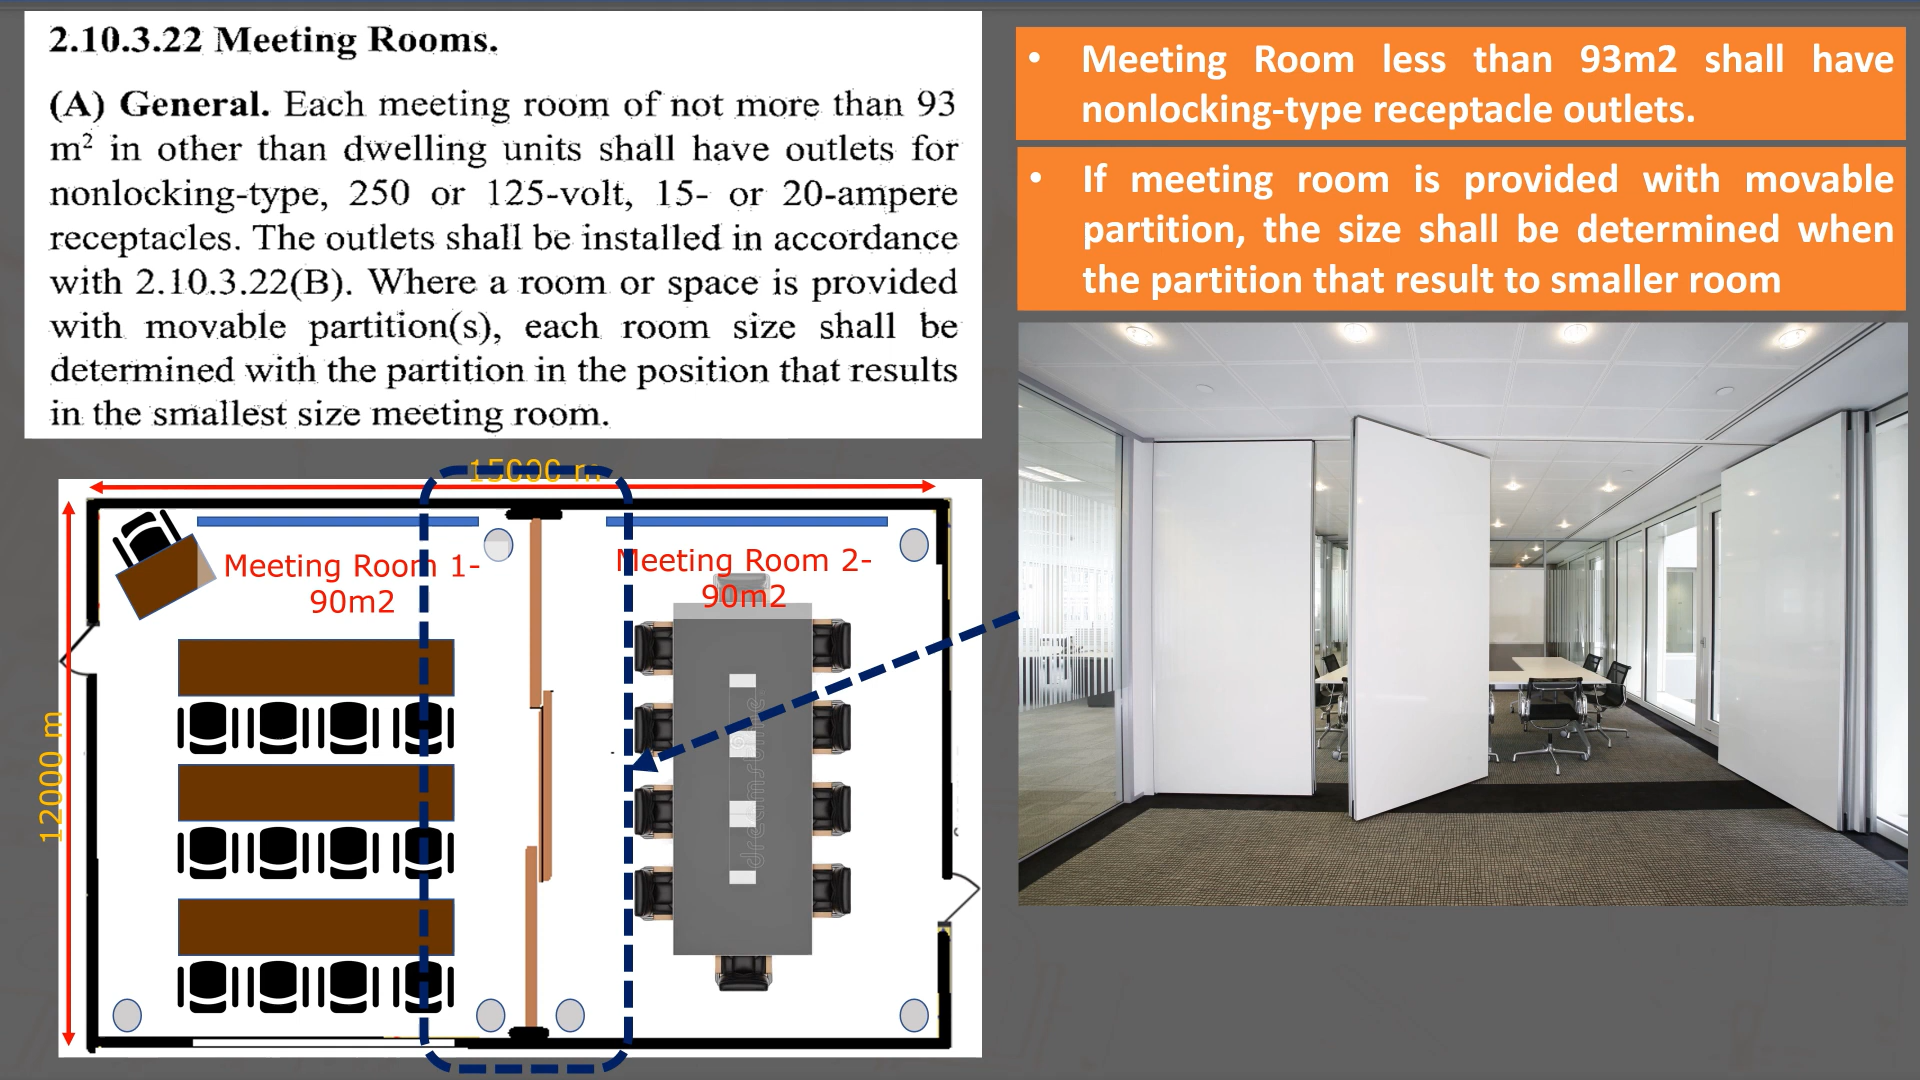 2.10.3.22 Meeting Rooms.
(A) General. Each meeting room of not more than 93
m² in other than dwelling units shall have outlets for
nonlocking-type, 250 or 125-volt, 15- or 20-ampere
receptacles. The outlets shall be installed in accordance
with 2.10.3.22(B). Where a room or space is provided
with movable partition(s), each room size shall be
determined with the partition in the position that results
in the smallest size meeting room.
• Meeting Room less than 93m2 shall have
nonlocking-type receptacle outlets.
• If meeting room is provided with movable
partition, the size shall be determined when
the partition that result to smaller room
15000 m
12000 m
Meeting Room 1-
90m2
Meeting Room 2-
90m2
dreamstime